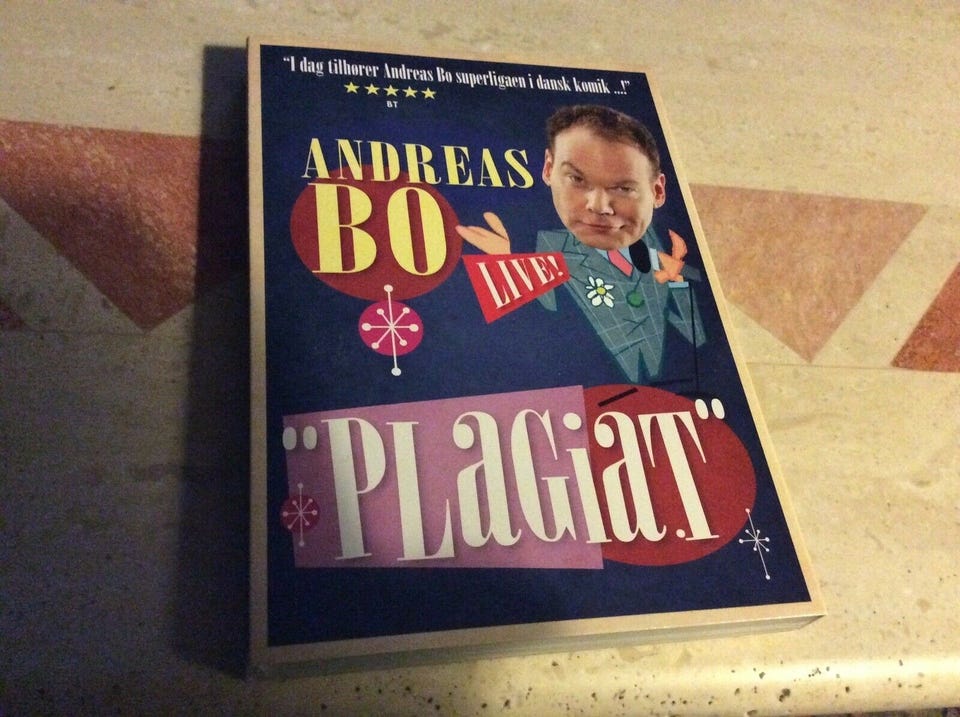 "I dag tilhører Andreas Bo superligaen i dansk komik ...!"
BT
ANDREAS
BO
LIVE!
"PLAGiAT"